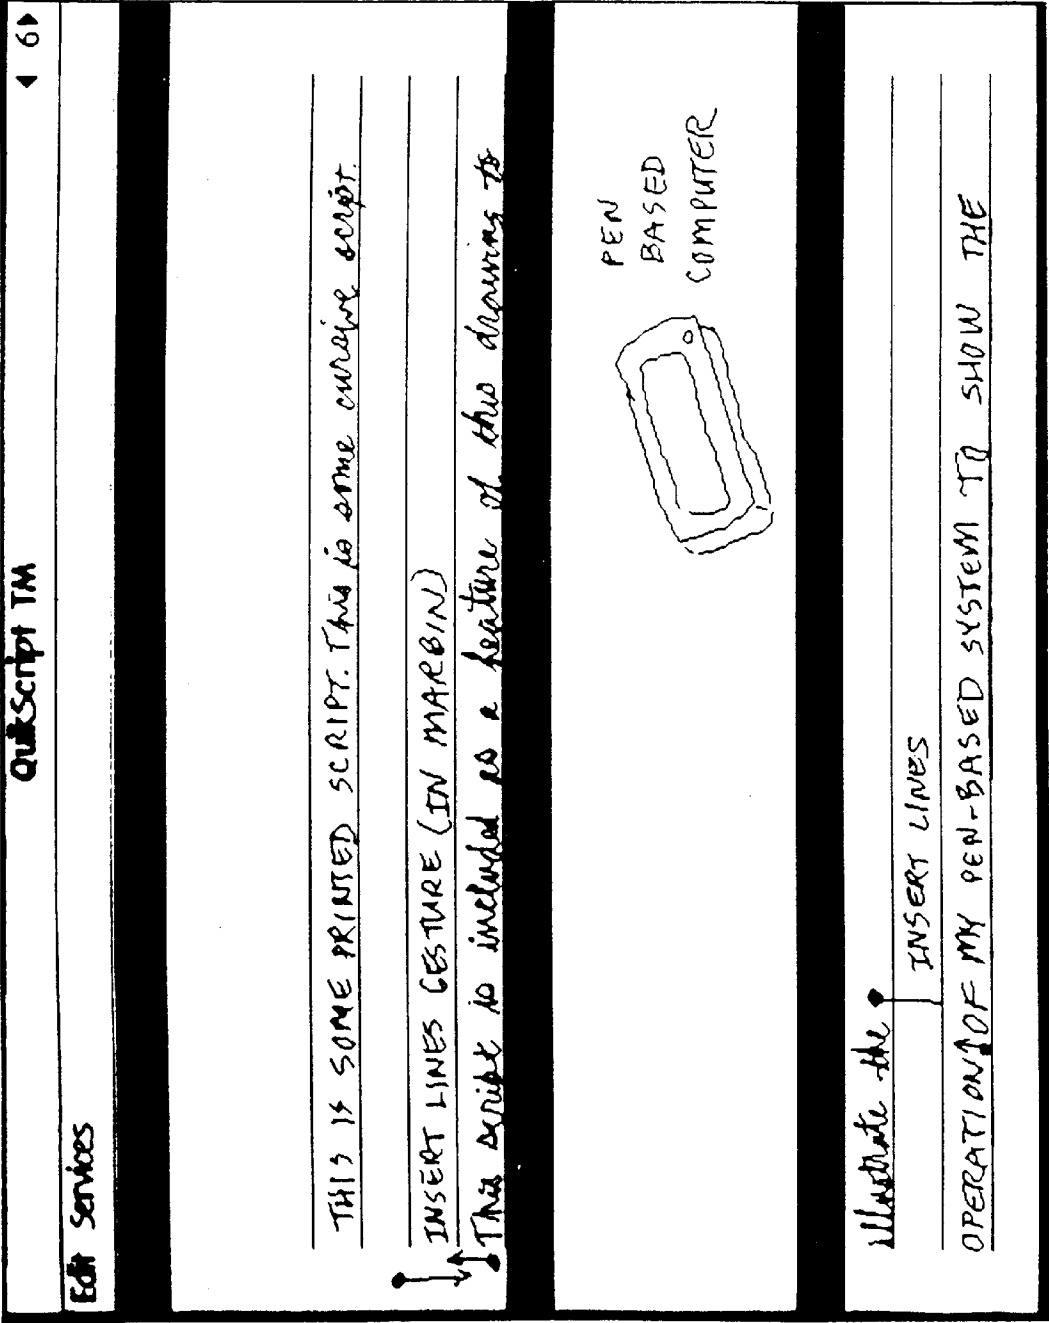 QuikScript TM
◀ 6▶
Edit Services
THIS IS SOME PRINTED SCRIPT. This is some cursive script.
INSERT LINES GESTURE (IN MARGIN)
This script is included as a feature of this drawing to
PEN
BASED
COMPUTER
illustrate the
INSERT LINES
OPERATION OF MY PEN-BASED SYSTEM TO SHOW THE